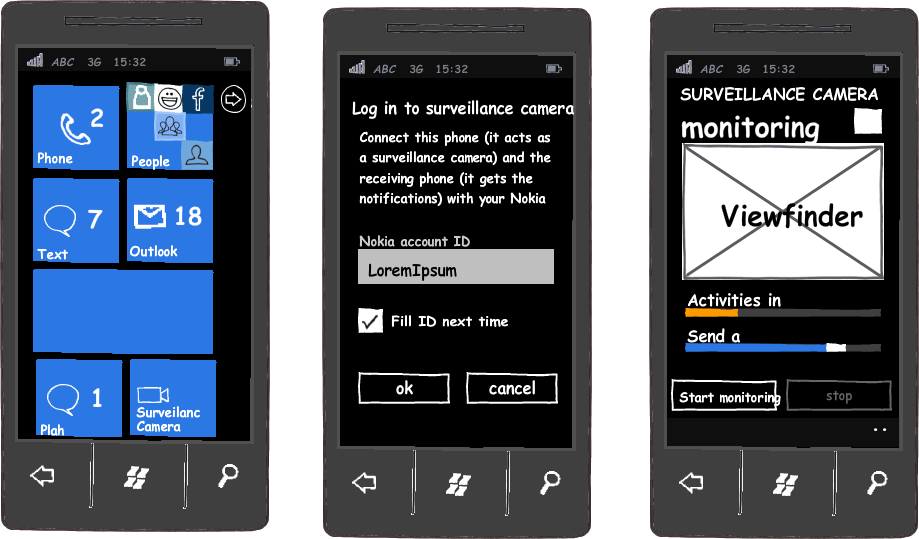 ABC 3G 15:32
2
Phone
f
People
7
Text
18
Outlook
1
Plah
Surveilanc
Camera
ABC 3G 15:32
Log in to surveillance camera
Connect this phone (it acts as
a surveillance camera) and the
receiving phone (it gets the
notifications) with your Nokia
Nokia account ID
LoremIpsum
Fill ID next time
ok cancel
ABC 3G 15:32
SURVEILLANCE CAMERA
monitoring
Viewfinder
Activities in
Send a
Start monitoring stop